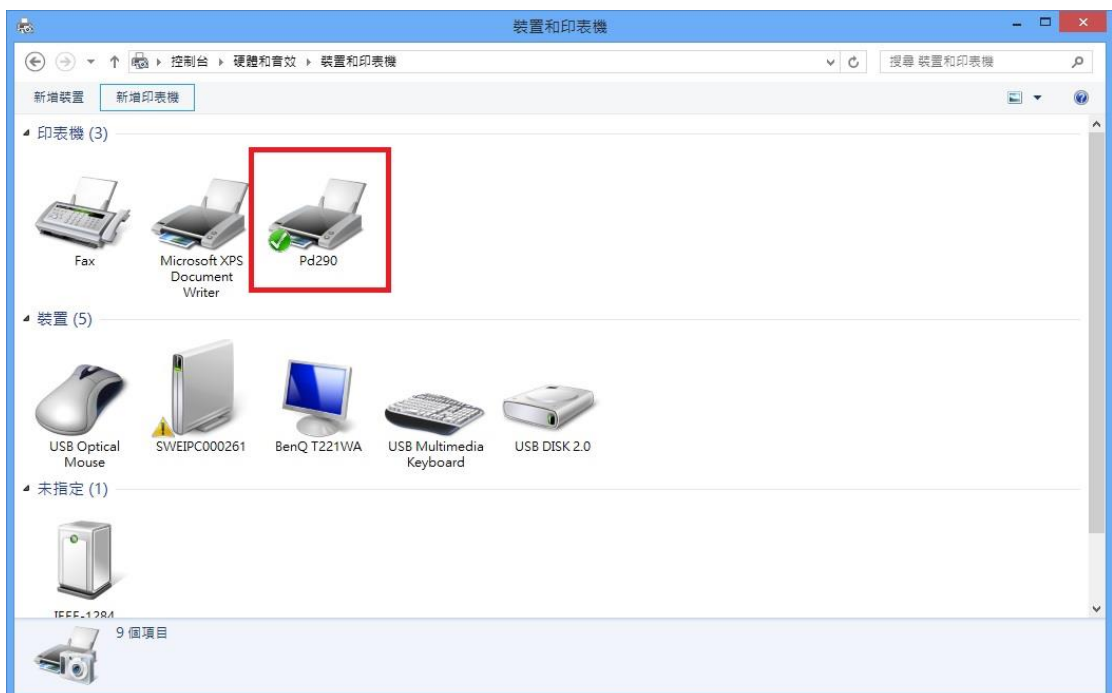 裝置和印表機
控制台 ▸ 硬體和音效 ▸ 裝置和印表機
搜尋 裝置和印表機
新增裝置 新增印表機
印表機 (3)
Fax
Microsoft XPS
Document
Writer
Pd290
裝置 (5)
USB Optical
Mouse
SWEIPC000261
BenQ T221WA
USB Multimedia
Keyboard
USB DISK 2.0
未指定 (1)
IEEE-1284
9 個項目